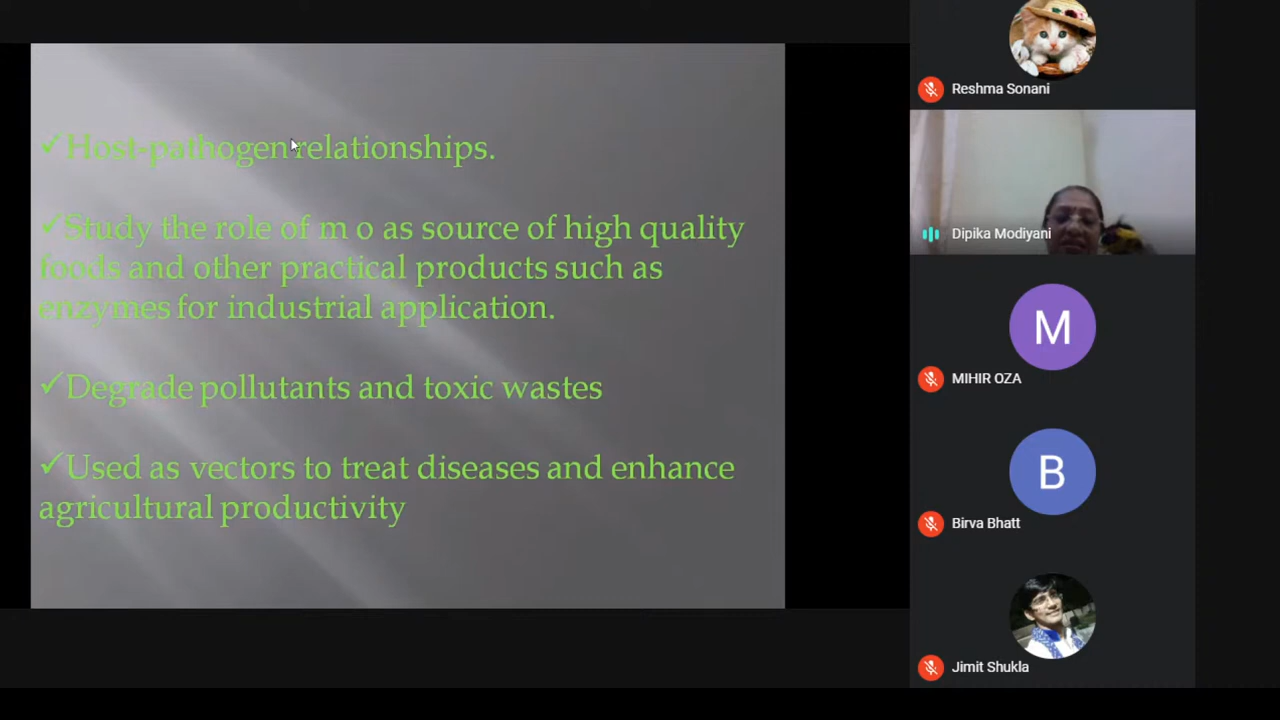 ✓Host-pathogen relationships.
✓Study the role of m o as source of high quality
foods and other practical products such as
enzymes for industrial application.
✓Degrade pollutants and toxic wastes
✓Used as vectors to treat diseases and enhance
agricultural productivity
Reshma Sonani
Dipika Modiyani
M
MIHIR OZA
B
Birva Bhatt
Jimit Shukla